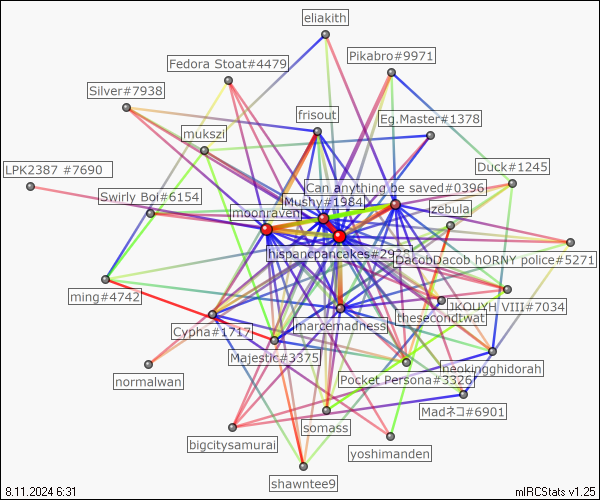 eliakith
Pikabro#9971
Fedora Stoat#4479
Silver#7938
frisout
Eg.Master#1378
mukszi
LPK2387 #7690
Duck#1245
Can anything be saved#0396
Swirly Boi#6154
Mushy#1984
zebula
moonraven
hispancpancakes#2
DacobDacob hORNY police#5271
ming#4742
JKOUYH VIII#7034
thesecondtwat
marcemadness
Cypha#1717
Majestic#3375
neokingghidorah
normalwan
Pocket Persona#3326
Madネコ#6901
somass
bigcitysamurai
yoshimanden
shawntee9
8.11.2024 6:31
mIRCStats v1.25